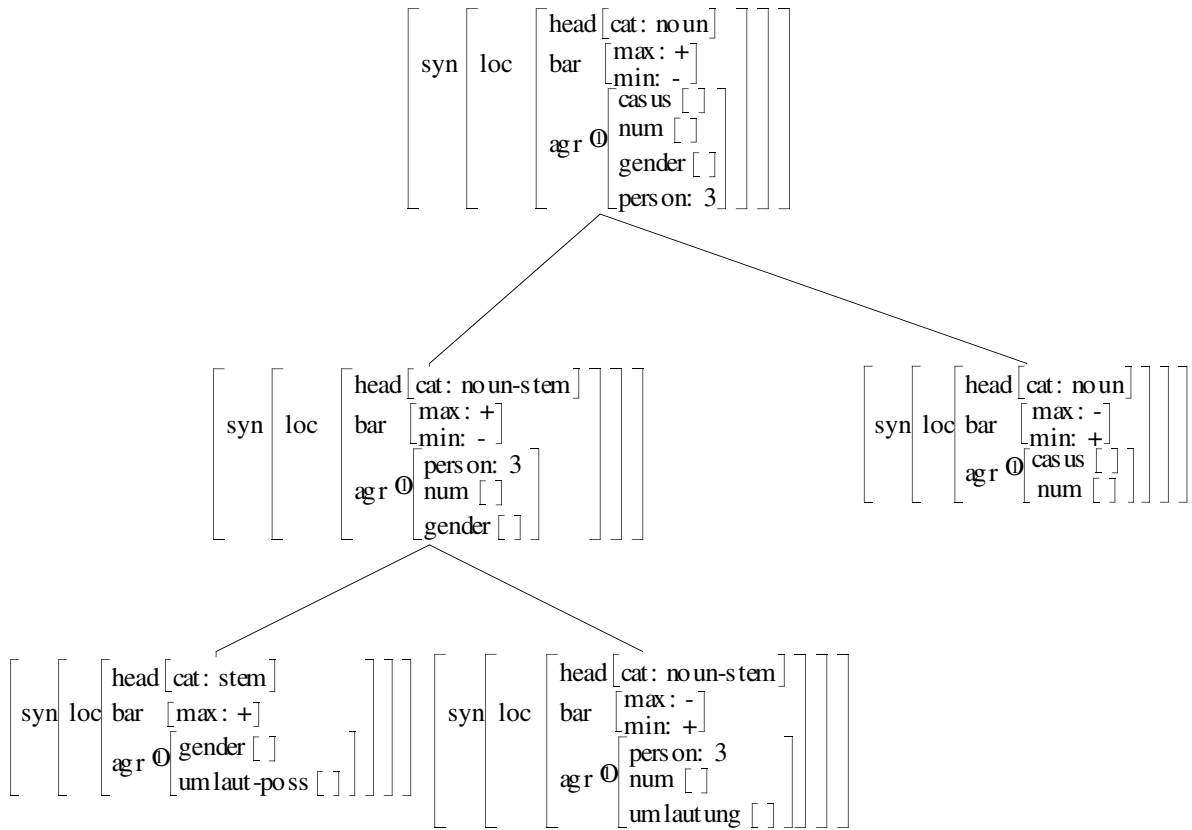 head [cat: noun]
syn loc bar [max: +
min: -]
casus [ ]
agr ① num [ ]
gender [ ]
person: 3
head [cat: noun-stem]
syn loc bar [max: +
min: -]
person: 3
agr ① num [ ]
gender [ ]
head [cat: noun]
syn loc bar [max: -
min: +]
agr ① casus [ ]
num [ ]
head [cat: stem]
syn loc bar [max: +]
agr ① gender [ ]
umlaut-poss [ ]
head [cat: noun-stem]
syn loc bar [max: -
min: +]
person: 3
agr ① num [ ]
umlautung [ ]